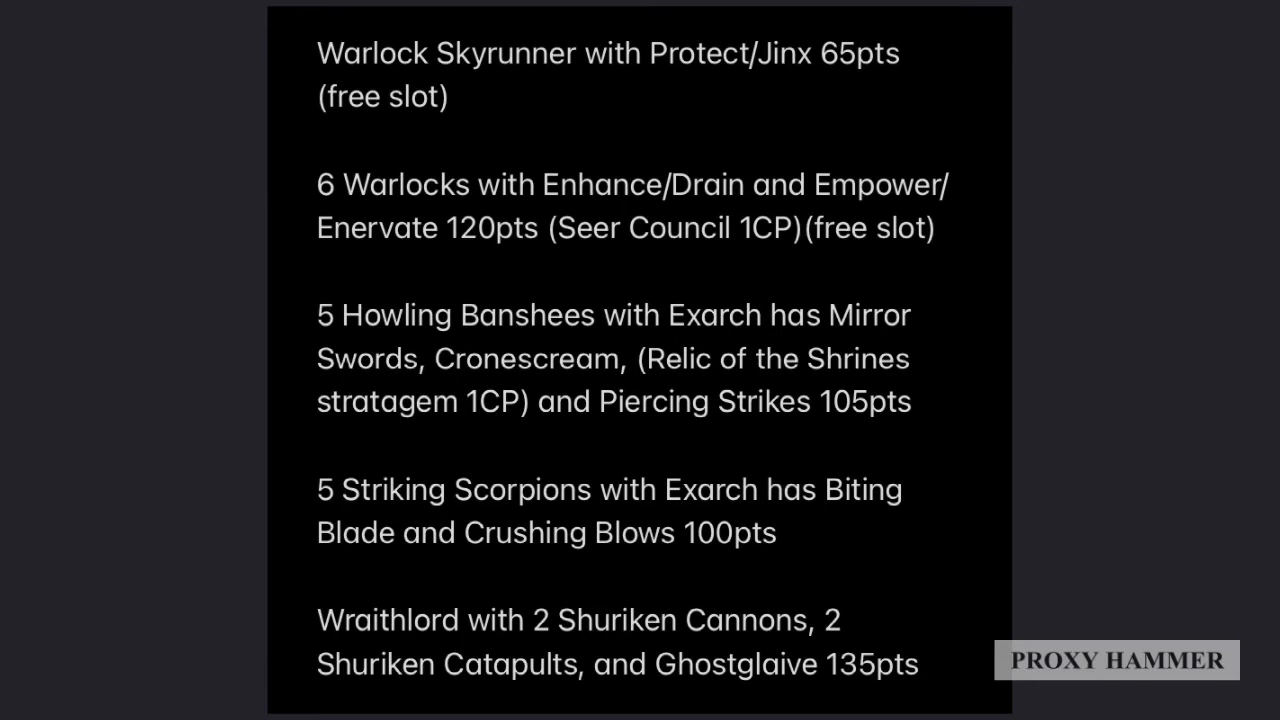 Warlock Skyrunner with Protect/Jinx 65pts
(free slot)
6 Warlocks with Enhance/Drain and Empower/
Enervate 120pts (Seer Council 1CP)(free slot)
5 Howling Banshees with Exarch has Mirror
Swords, Cronescream, (Relic of the Shrines
stratagem 1CP) and Piercing Strikes 105pts
5 Striking Scorpions with Exarch has Biting
Blade and Crushing Blows 100pts
Wraithlord with 2 Shuriken Cannons, 2
Shuriken Catapults, and Ghostglaive 135pts
PROXY HAMMER